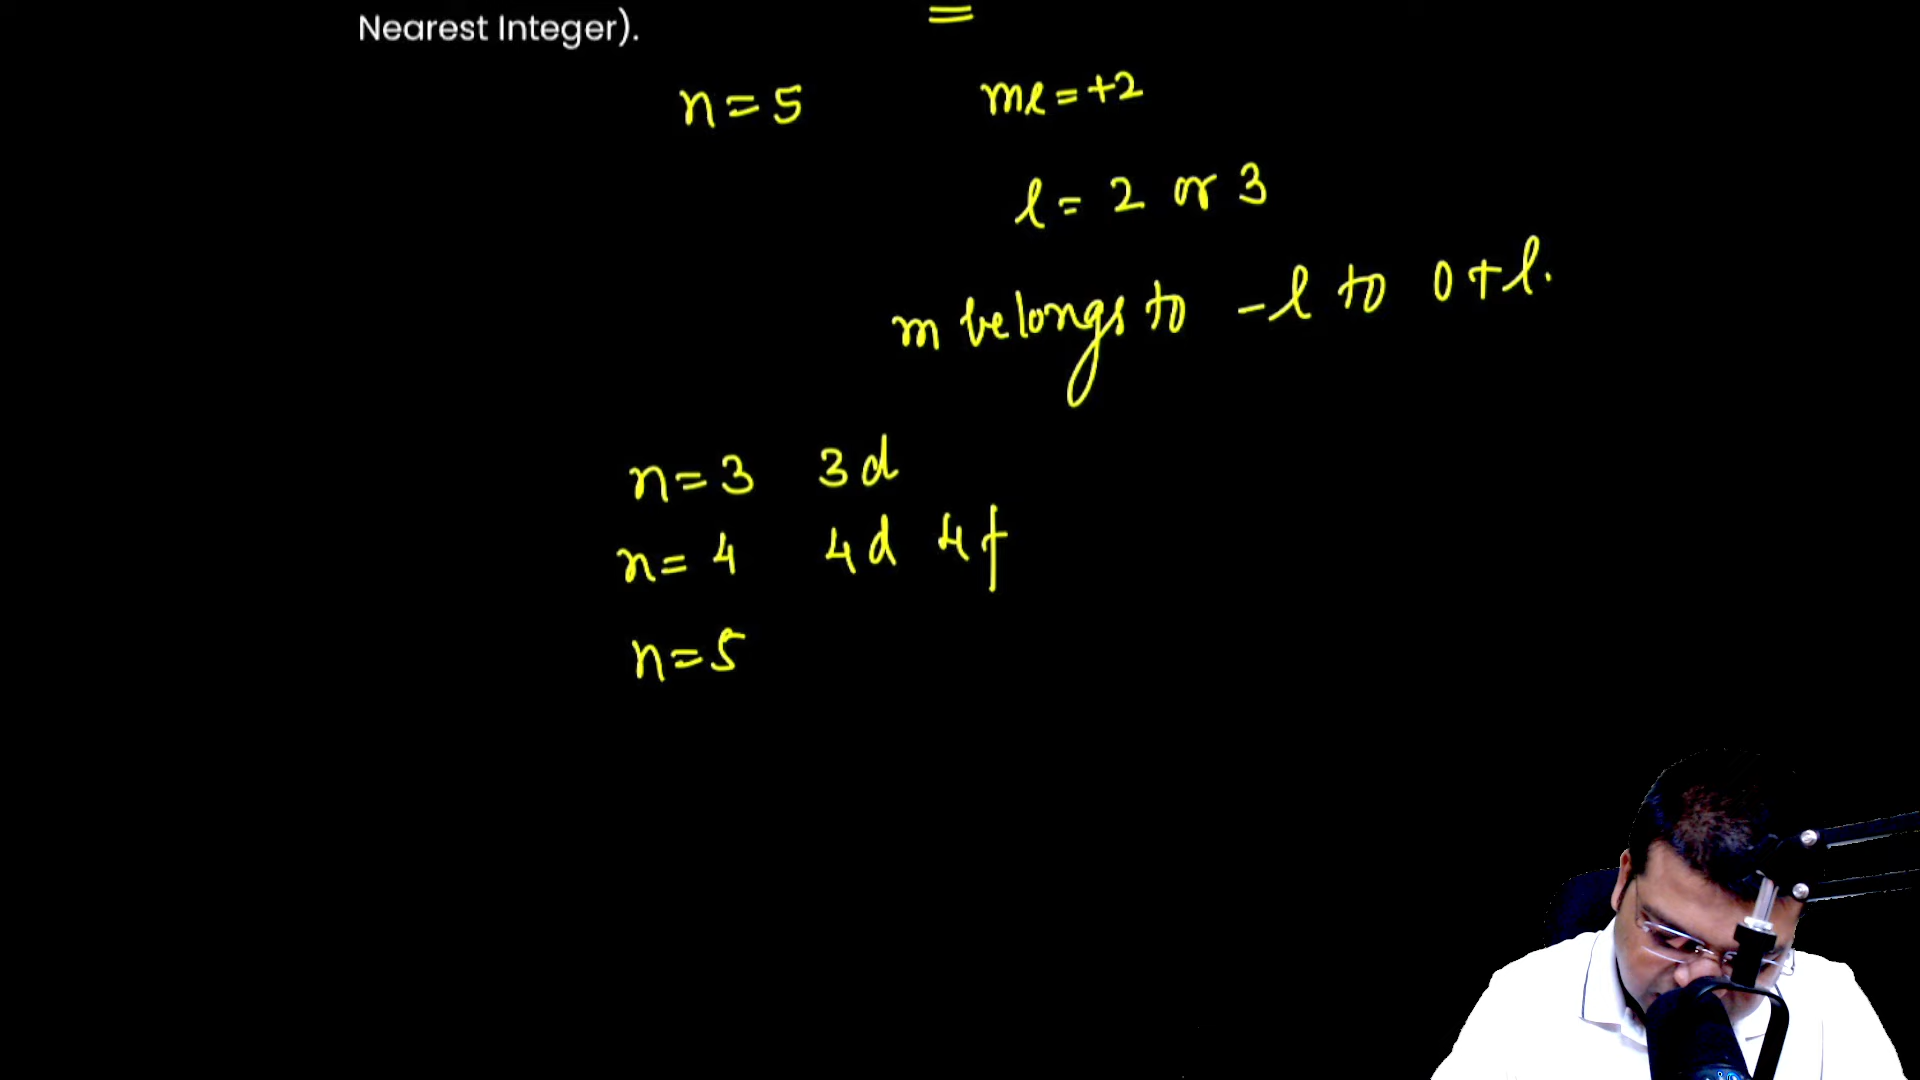 Nearest Integer).
n = 5 ml = +2
l = 2 or 3
m belongs to -l to 0 + l.
n = 3 3d
n = 4 4d 4f
n = 5